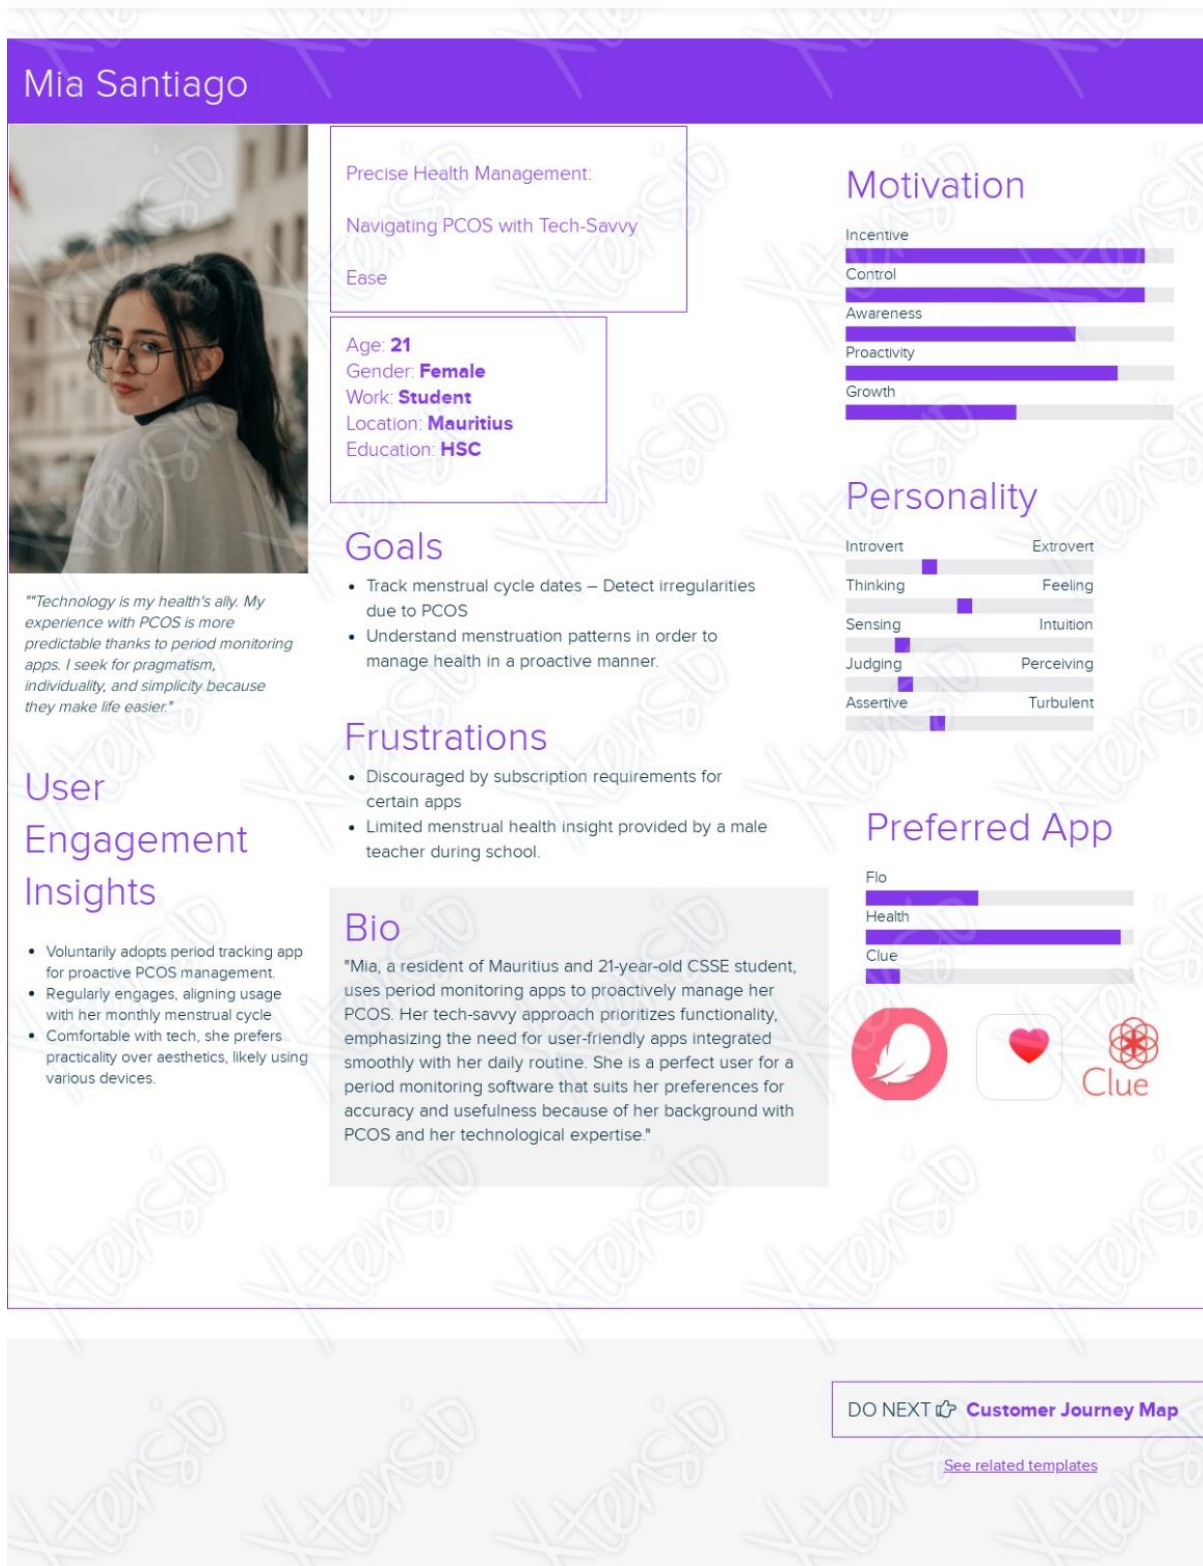 Mia Santiago
Precise Health Management:
Navigating PCOS with Tech-Savvy
Ease
Age: 21
Gender: Female
Work: Student
Location: Mauritius
Education: HSC
""Technology is my health's ally. My
experience with PCOS is more
predictable thanks to period monitoring
apps. I seek for pragmatism,
individuality, and simplicity because
they make life easier."
User
Engagement
Insights
• Voluntarily adopts period tracking app
for proactive PCOS management.
• Regularly engages, aligning usage
with her monthly menstrual cycle
• Comfortable with tech, she prefers
practicality over aesthetics, likely using
various devices.
Goals
• Track menstrual cycle dates – Detect irregularities
due to PCOS
• Understand menstruation patterns in order to
manage health in a proactive manner.
Frustrations
• Discouraged by subscription requirements for
certain apps
• Limited menstrual health insight provided by a male
teacher during school.
Bio
"Mia, a resident of Mauritius and 21-year-old CSSE student,
uses period monitoring apps to proactively manage her
PCOS. Her tech-savvy approach prioritizes functionality,
emphasizing the need for user-friendly apps integrated
smoothly with her daily routine. She is a perfect user for a
period monitoring software that suits her preferences for
accuracy and usefulness because of her background with
PCOS and her technological expertise."
Motivation
Incentive
Control
Awareness
Proactivity
Growth
Personality
Introvert Extrovert
Thinking Feeling
Sensing Intuition
Judging Perceiving
Assertive Turbulent
Preferred App
Flo
Health
Clue
Clue
DO NEXT Customer Journey Map
See related templates
Xtensio